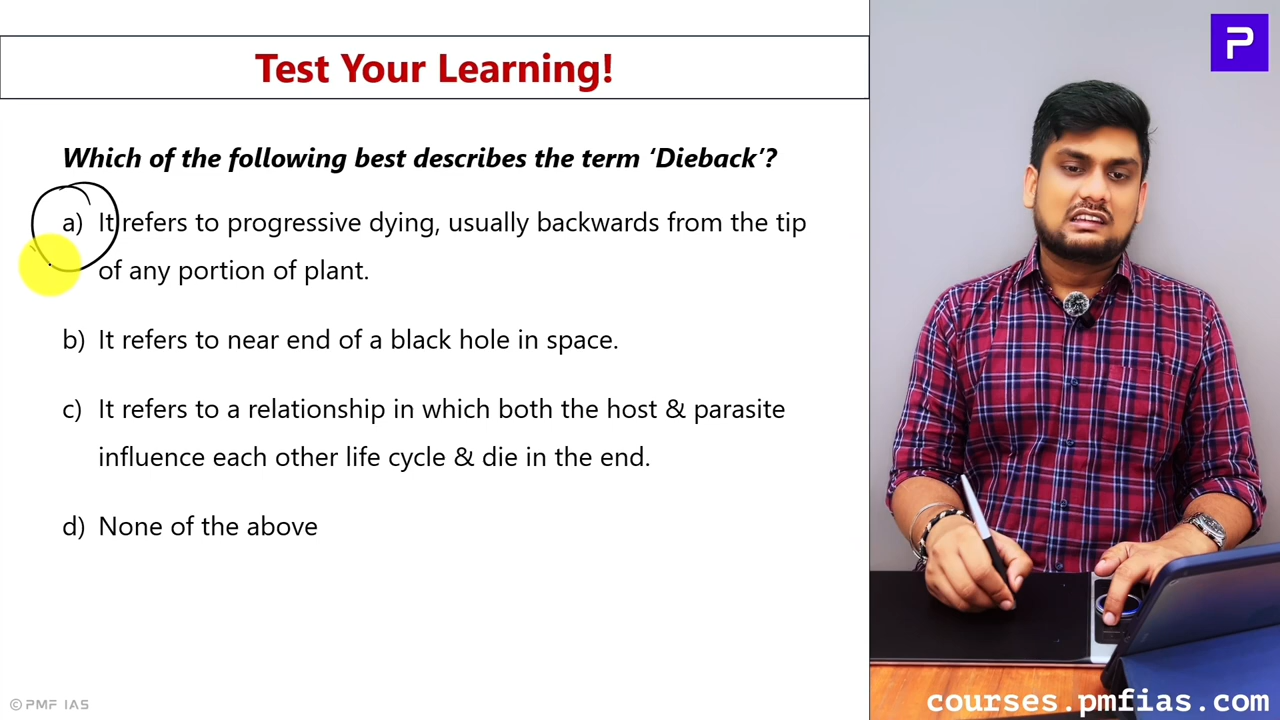 Test Your Learning!
Which of the following best describes the term ‘Dieback’?
a) It refers to progressive dying, usually backwards from the tip
of any portion of plant.
b) It refers to near end of a black hole in space.
c) It refers to a relationship in which both the host & parasite
influence each other life cycle & die in the end.
d) None of the above
© PMF IAS
P
courses.pmfias.com